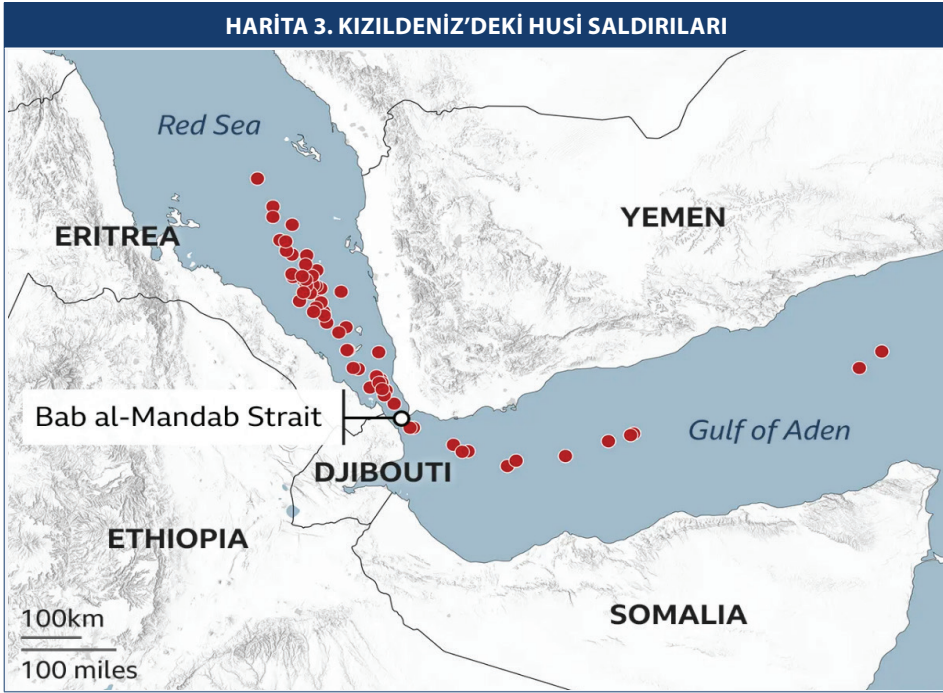 HARİTA 3. KIZILDENİZ'DEKİ HUSİ SALDIRILARI
Red Sea
YEMEN
ERITREA
Bab al-Mandab Strait
Gulf of Aden
DJIBOUTI
ETHIOPIA
SOMALIA
100km
100 miles